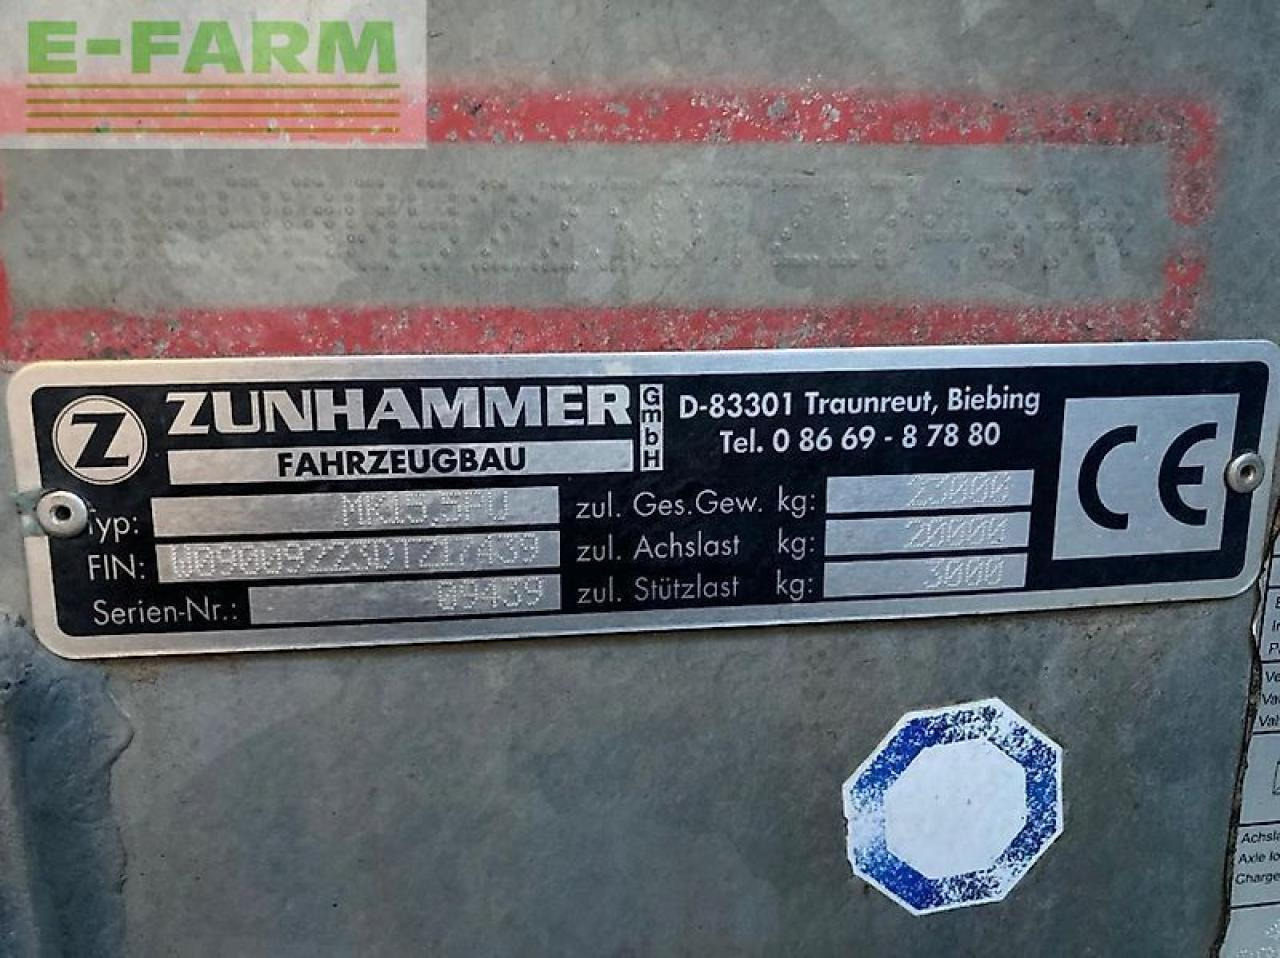 E-FARM
Z ZUNHAMMER GmbH
FAHRZEUGBAU
D-83301 Traunreut, Biebing
Tel. 0 86 69 - 8 78 80
CE
Typ: MK15,5PU
FIN: W09009223DTZ17439
Serien-Nr.: 09439
zul. Ges.Gew. kg: 23000
zul. Achslast kg: 20000
zul. Stützlast kg: 3000